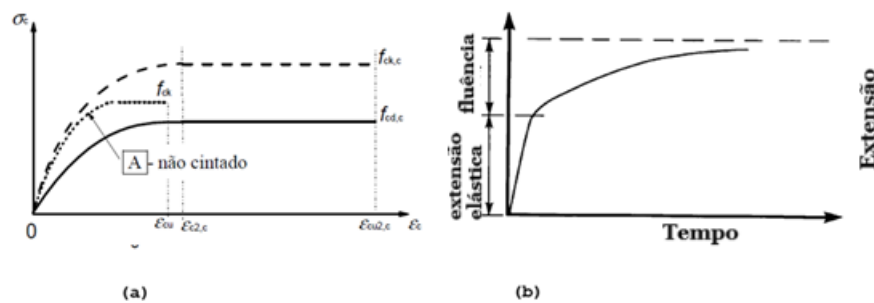 σc
fck,c
fck
fcd,c
A - não cintado
0
εcu
εc2,c
εcu2,c
εc
(a)
fluência
extensão
elástica
Tempo
(b)
Extensão